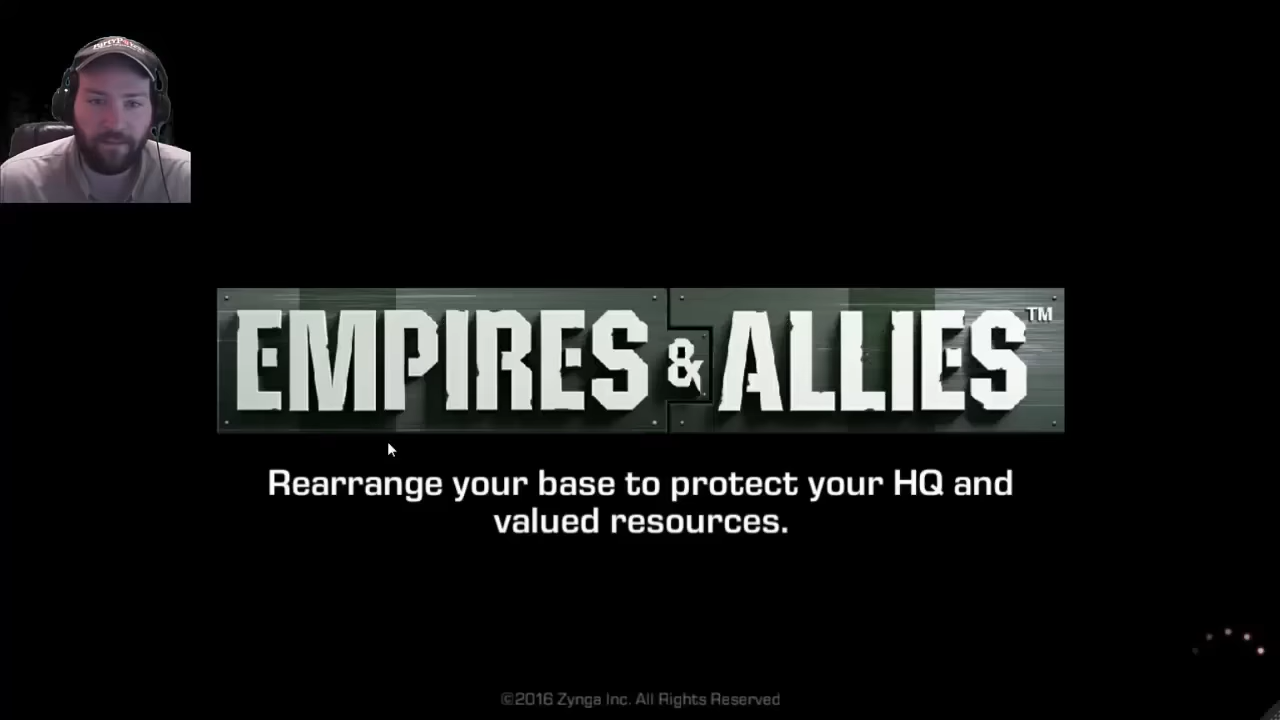 EMPIRES & ALLIES™
Rearrange your base to protect your HQ and
valued resources.
©2016 Zynga Inc. All Rights Reserved